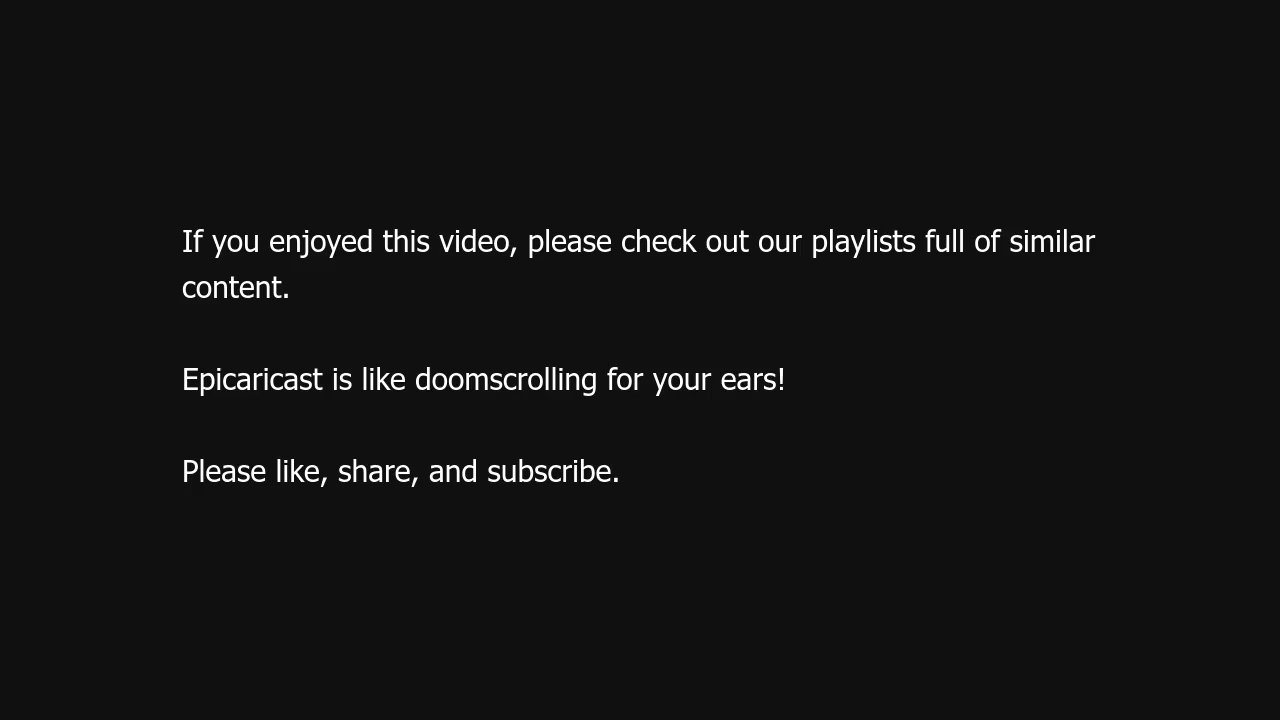 If you enjoyed this video, please check out our playlists full of similar
content.
Epicaricast is like doomscrolling for your ears!
Please like, share, and subscribe.